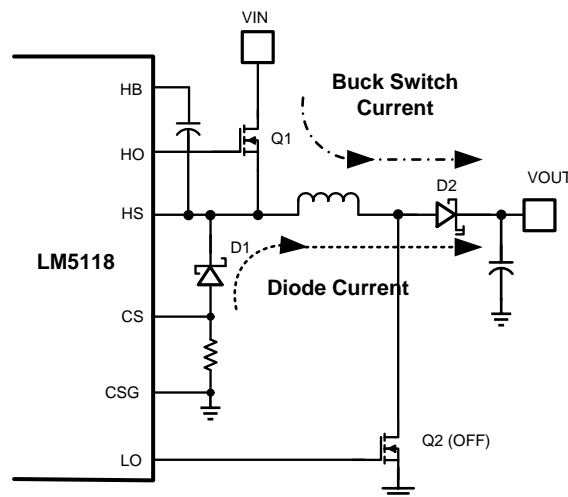 VIN
HB
Buck Switch
Current
Q1
HO
VOUT
D2
HS
D1
LM5118
Diode Current
CS
CSG
Q2 (OFF)
LO